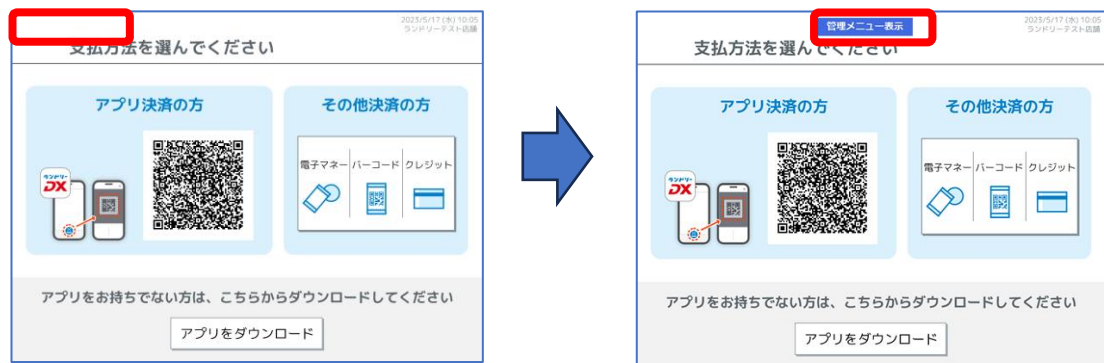 2023/5/17 (水) 10:05
ランドリーテスト店舗
支払方法を選んでください
アプリ決済の方
その他決済の方
電子マネー バーコード クレジット
ランドリー
DX
アプリをお持ちでない方は、こちらからダウンロードしてください
アプリをダウンロード
管理メニュー表示
2023/5/17 (水) 10:05
ランドリーテスト店舗
支払方法を選んでください
アプリ決済の方
その他決済の方
電子マネー バーコード クレジット
ランドリー
DX
アプリをお持ちでない方は、こちらからダウンロードしてください
アプリをダウンロード